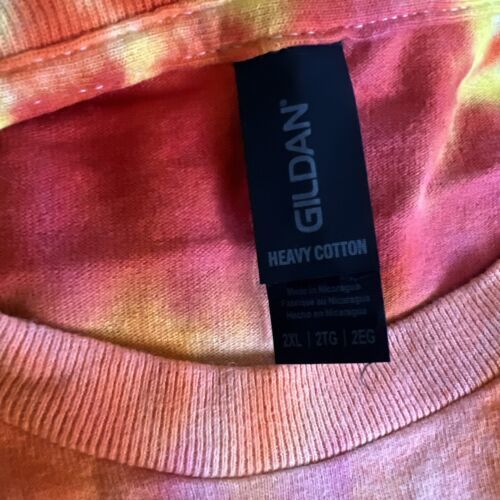 GILDAN®
HEAVY COTTON
Made in Nicaragua
Fabriqué au Nicaragua
Hecho en Nicaragua
2XL | 2TG | 2EG